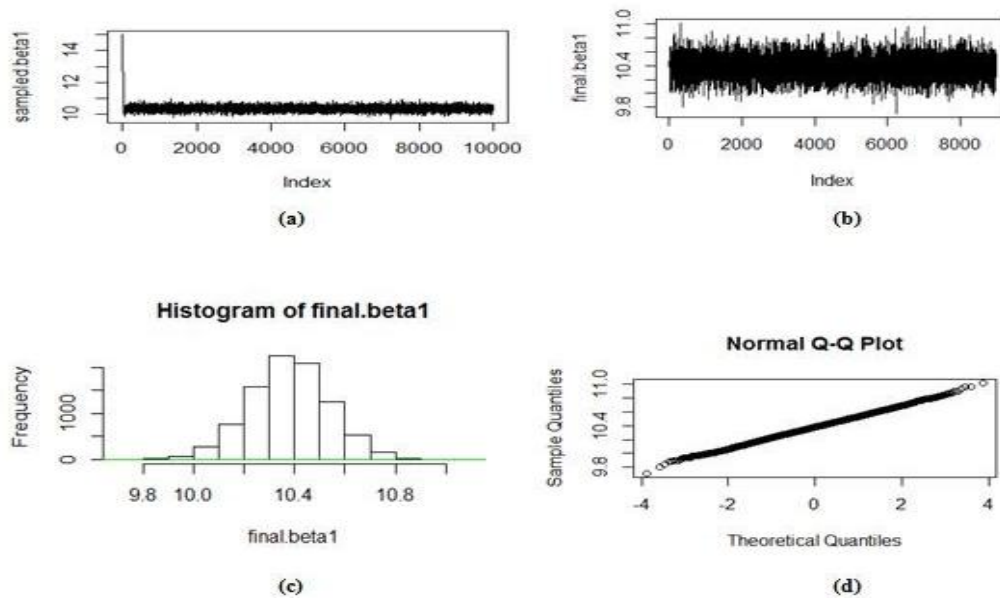 sampled.beta1
14
12
10
0 2000 4000 6000 8000 10000
Index
(a)
final.beta1
11.0
10.4
9.8
0 2000 4000 6000 8000
Index
(b)
Histogram of final.beta1
Frequency
1000
0
9.8 10.0 10.4 10.8
final.beta1
(c)
Normal Q-Q Plot
Sample Quantiles
11.0
10.4
9.8
-4 -2 0 2 4
Theoretical Quantiles
(d)